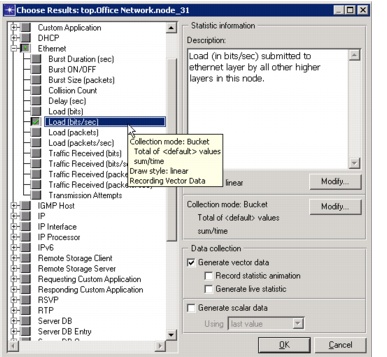 Choose Results: top.Office Network.node_31
Custom Application
DHCP
Ethernet
Burst Duration (sec)
Burst ON/OFF
Burst Size (packets)
Collision Count
Delay (sec)
Load (bits)
Load (bits/sec)
Load (packets)
Load (packets/sec)
Traffic Received (bits)
Traffic Received (bits/s
Traffic Received (packe
Traffic Received (packe
Transmission Attempts
IGMP Host
IP
IP Interface
IP Processor
IPv6
Remote Storage Client
Remote Storage Server
Requesting Custom Application
Responding Custom Application
RSVP
RTP
Server DB
Server DB Entry
Collection mode: Bucket
Total of <default> values
sum/time
Draw style: linear
Recording Vector Data
Statistic information
Description:
Load (in bits/sec) submitted to
ethernet layer by all other higher
layers in this node.
linear
Modify...
Collection mode: Bucket
Modify...
Total of <default> values
sum/time
Data collection
Generate vector data
Record statistic animation
Generate live statistic
Generate scalar data
Using last value
OK
Cancel